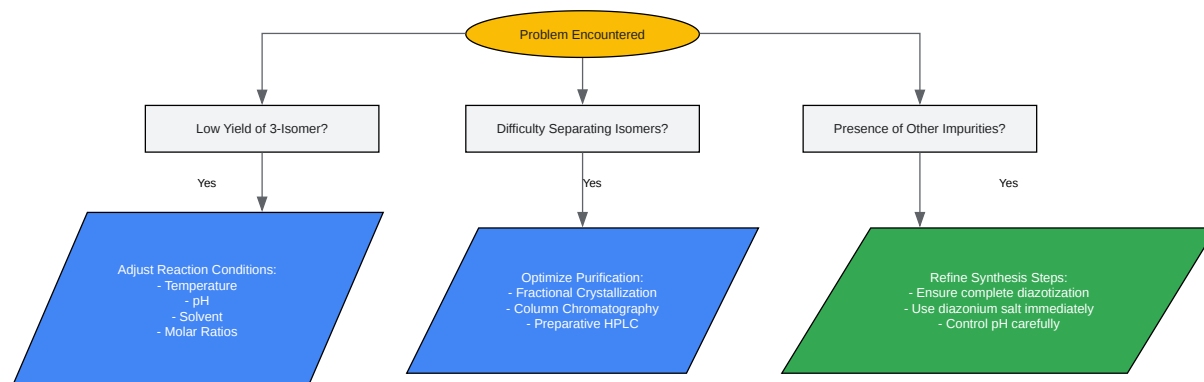 Problem Encountered
Low Yield of 3-Isomer?
Difficulty Separating Isomers?
Presence of Other Impurities?
Yes
Yes
Yes
Adjust Reaction Conditions:
- Temperature
- pH
- Solvent
- Molar Ratios
Optimize Purification:
- Fractional Crystallization
- Column Chromatography
- Preparative HPLC
Refine Synthesis Steps:
- Ensure complete diazotization
- Use diazonium salt immediately
- Control pH carefully